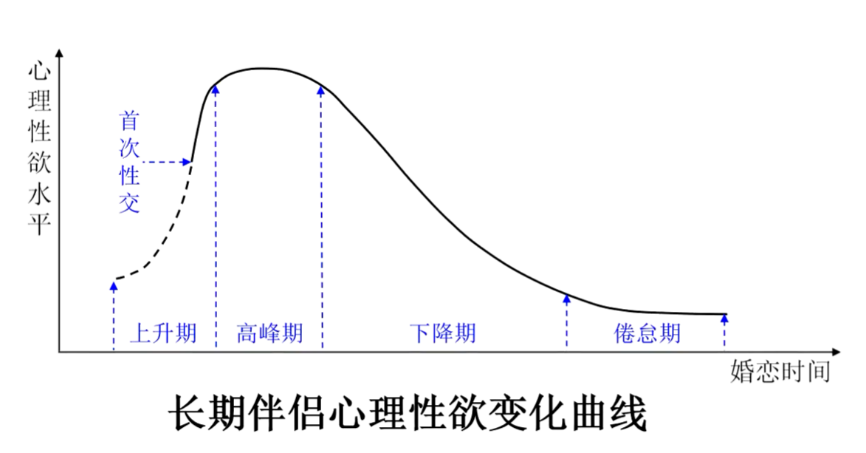 心理性欲水平
首次性交
上升期
高峰期
下降期
倦怠期
婚恋时间
长期伴侣心理性欲变化曲线